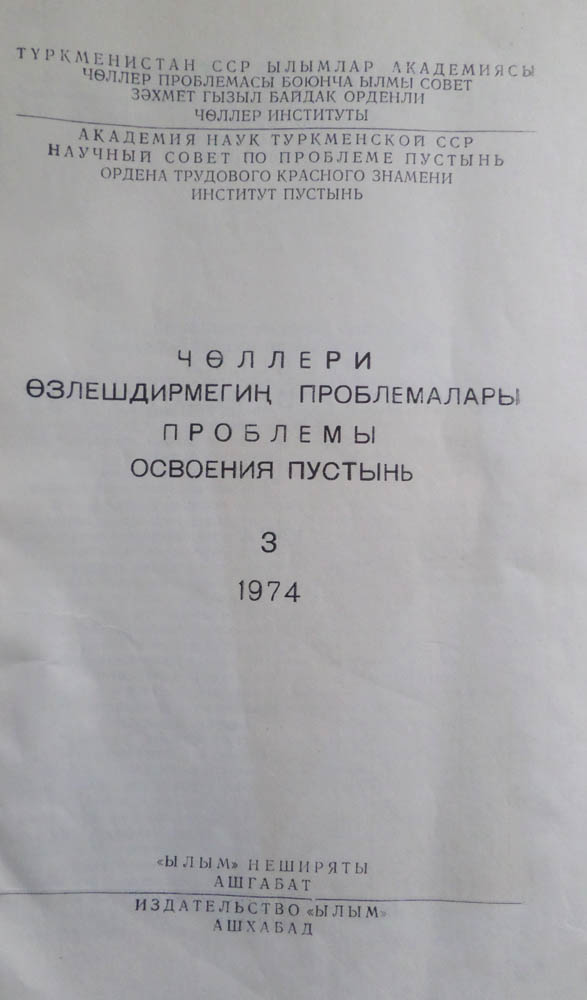 ТҮРКМЕНИСТАН ССР ЫЛЫМЛАР АКАДЕМИЯСЫ
ЧӨЛЛЕР ПРОБЛЕМАСЫ БОЮНЧА ЫЛМЫ СОВЕТ
ЗӘХМЕТ ГЫЗЫЛ БАЙДАК ОРДЕНЛИ
ЧӨЛЛЕР ИНСТИТУТЫ
АКАДЕМИЯ НАУК ТУРКМЕНСКОЙ ССР
НАУЧНЫЙ СОВЕТ ПО ПРОБЛЕМЕ ПУСТЫНЬ
ОРДЕНА ТРУДОВОГО КРАСНОГО ЗНАМЕНИ
ИНСТИТУТ ПУСТЫНЬ
ЧӨЛЛЕРИ
ӨЗЛЕШДИРМЕГИҢ ПРОБЛЕМАЛАРЫ
ПРОБЛЕМЫ
ОСВОЕНИЯ ПУСТЫНЬ
3
1974
«ЫЛЫМ» НЕШИРЯТЫ
АШГАБАТ
ИЗДАТЕЛЬСТВО «ЫЛЫМ»
АШХАБАД